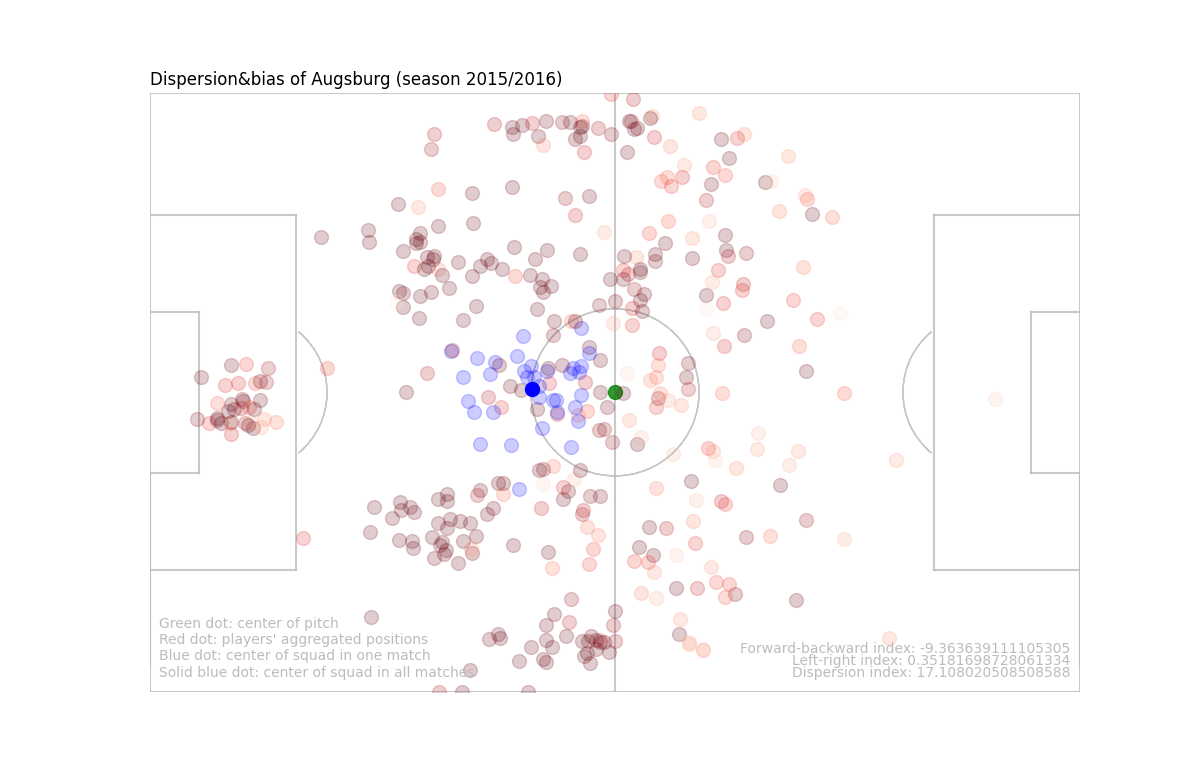 Dispersion&bias of Augsburg (season 2015/2016)
Green dot: center of pitch
Red dot: players' aggregated positions
Blue dot: center of squad in one match
Solid blue dot: center of squad in all matches
Forward-backward index: -9.363639111105305
Left-right index: 0.35181698728061334
Dispersion index: 17.108020508508588